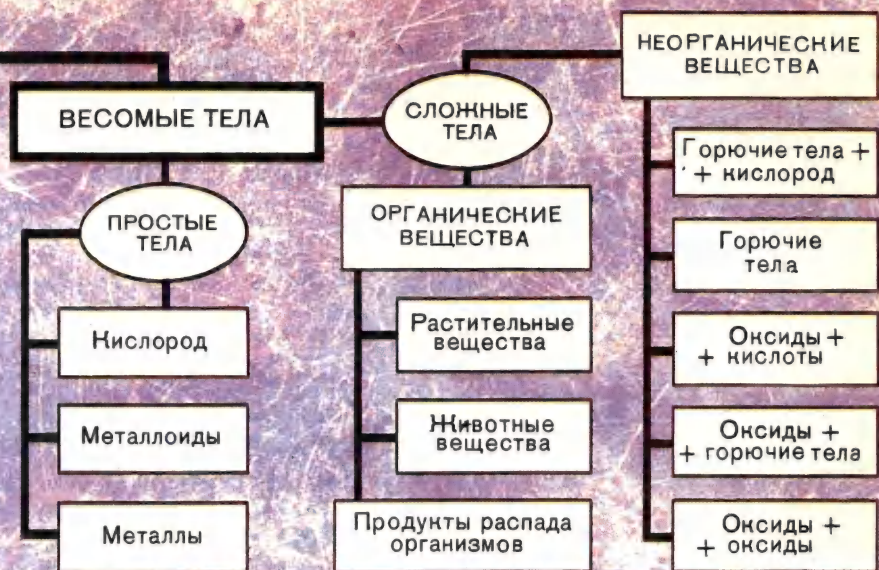 ВЕСОМЫЕ ТЕЛА
ПРОСТЫЕ
ТЕЛА
Кислород
Металлоиды
Металлы
СЛОЖНЫЕ
ТЕЛА
ОРГАНИЧЕСКИЕ
ВЕЩЕСТВА
Растительные
вещества
Животные
вещества
Продукты распада
организмов
НЕОРГАНИЧЕСКИЕ
ВЕЩЕСТВА
Горючие тела +
+ кислород
Горючие
тела
Оксиды +
+ кислоты
Оксиды +
+ горючие тела
Оксиды +
+ оксиды